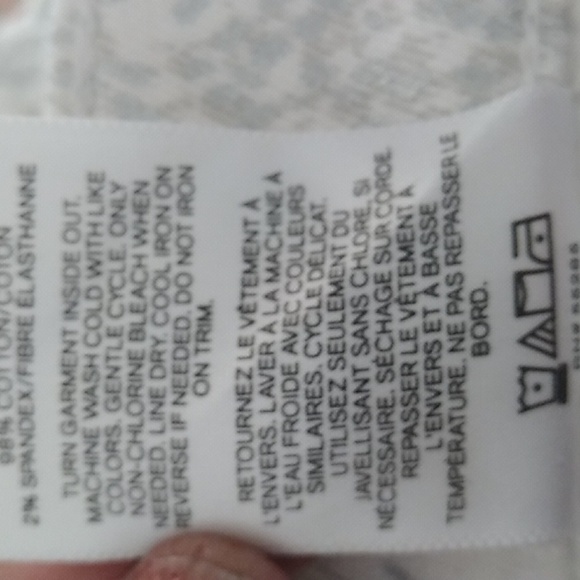 98% COTTON/COTON
2% SPANDEX/FIBRE ÉLASTHANNE
TURN GARMENT INSIDE OUT.
MACHINE WASH COLD WITH LIKE
COLORS. GENTLE CYCLE. ONLY
NON-CHLORINE BLEACH WHEN
NEEDED. LINE DRY. COOL IRON ON
REVERSE IF NEEDED. DO NOT IRON
ON TRIM.
RETOURNEZ LE VÊTEMENT À
L'ENVERS. LAVER À LA MACHINE À
L'EAU FROIDE AVEC COULEURS
SIMILAIRES. CYCLE DÉLICAT.
UTILISEZ SEULEMENT DU
JAVELLISANT SANS CHLORE, SI
NÉCESSAIRE. SÉCHAGE SUR CORDE.
REPASSER LE VÊTEMENT À
L'ENVERS ET À BASSE
TEMPÉRATURE. NE PAS REPASSER LE
BORD.